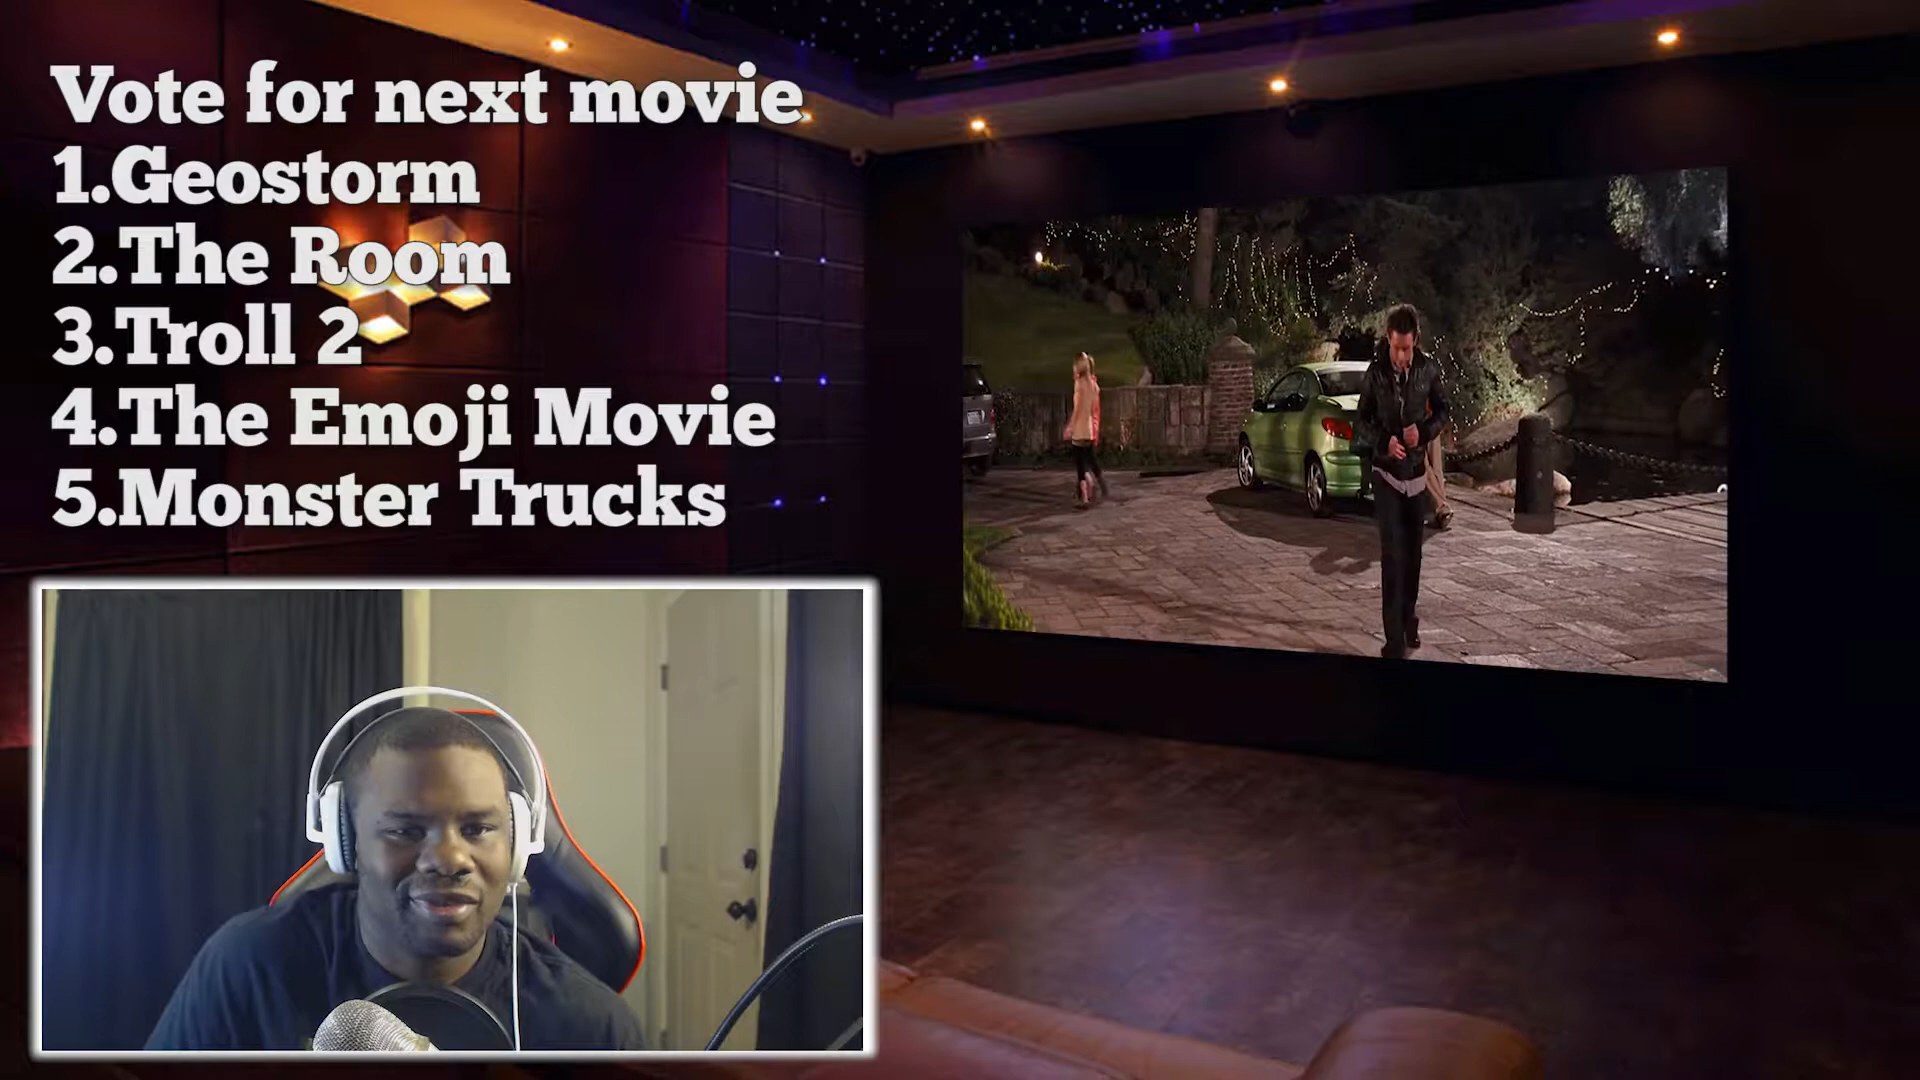 Vote for next movie
1.Geostorm
2.The Room
3.Troll 2
4.The Emoji Movie
5.Monster Trucks